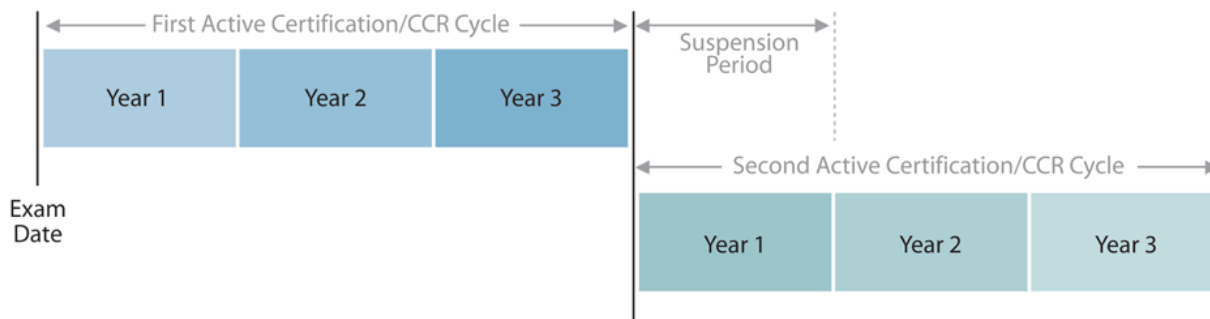 First Active Certification/CCR Cycle
Suspension
Period
Year 1
Year 2
Year 3
Exam
Date
Second Active Certification/CCR Cycle
Year 1
Year 2
Year 3